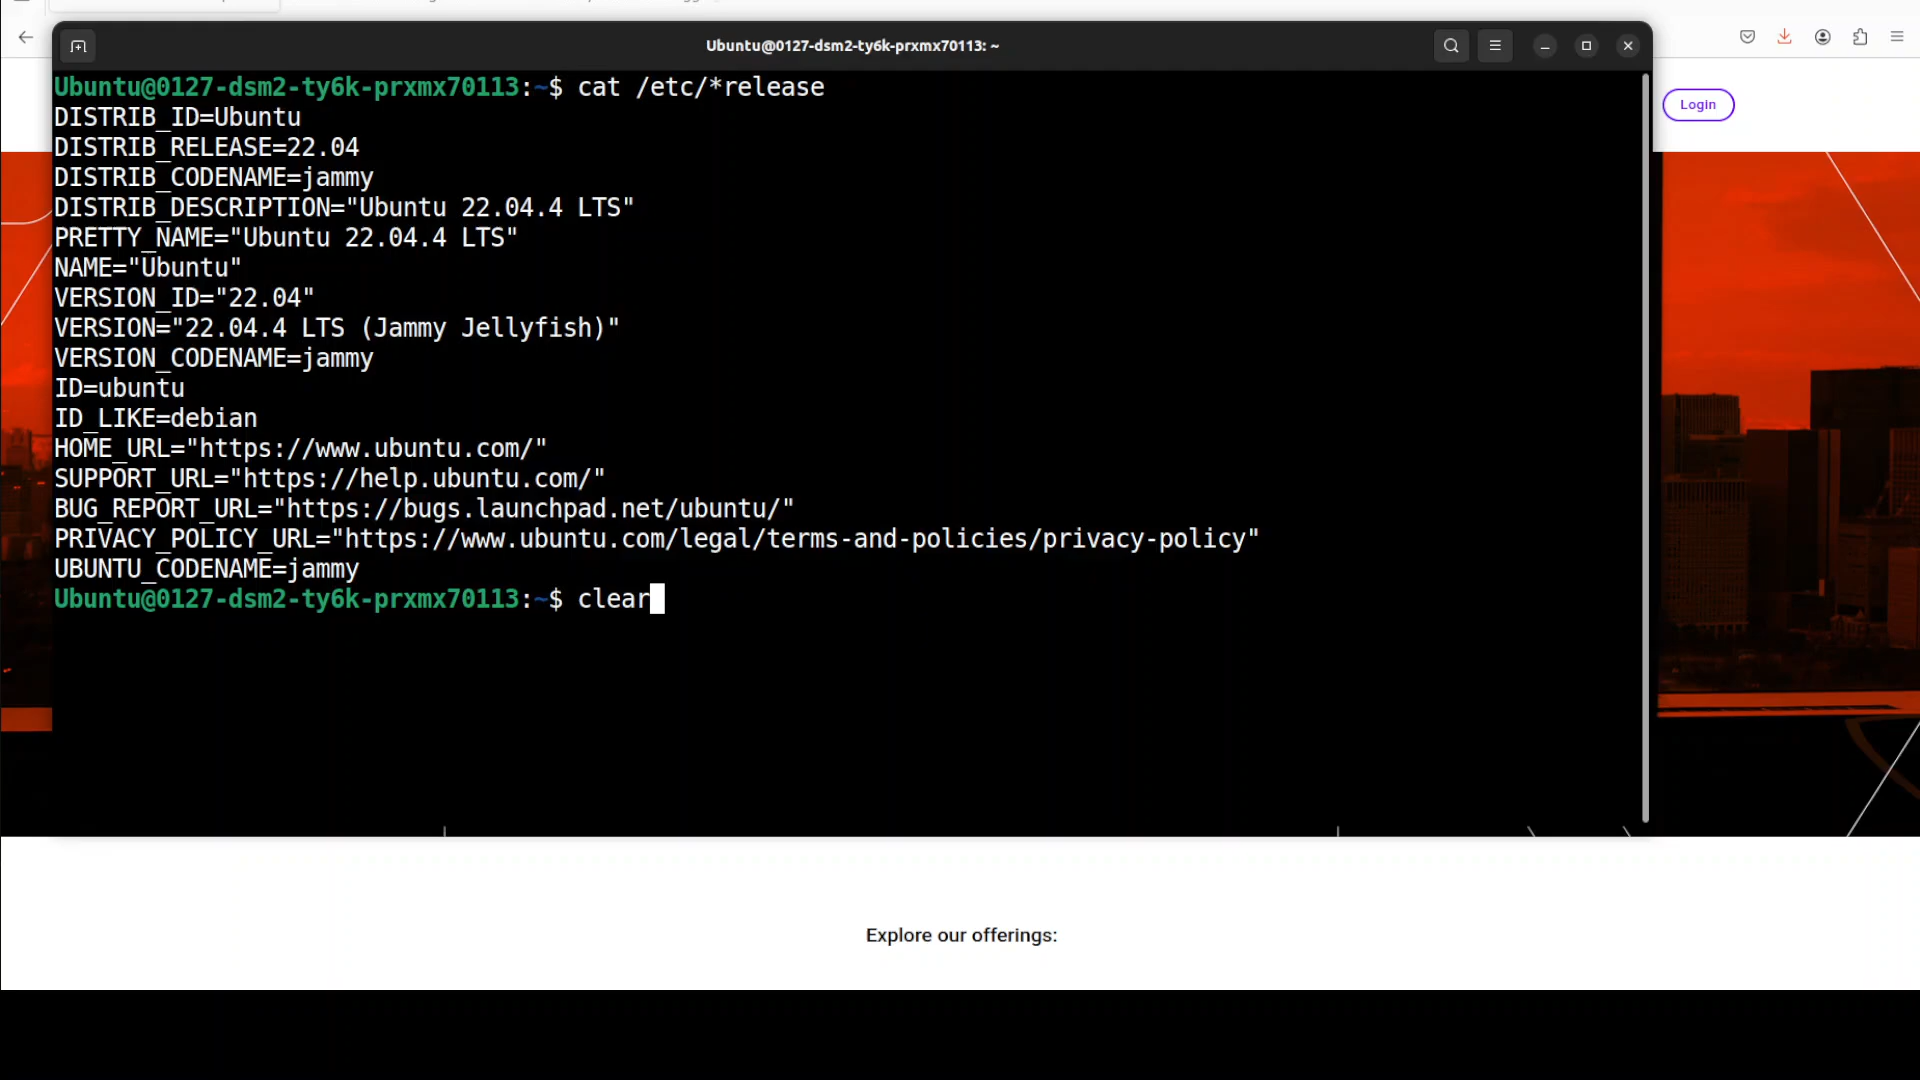 Ubuntu@0127-dsm2-ty6k-prxmx70113: ~
Ubuntu@0127-dsm2-ty6k-prxmx70113:~$ cat /etc/*release
DISTRIB_ID=Ubuntu
DISTRIB_RELEASE=22.04
DISTRIB_CODENAME=jammy
DISTRIB_DESCRIPTION="Ubuntu 22.04.4 LTS"
PRETTY_NAME="Ubuntu 22.04.4 LTS"
NAME="Ubuntu"
VERSION_ID="22.04"
VERSION="22.04.4 LTS (Jammy Jellyfish)"
VERSION_CODENAME=jammy
ID=ubuntu
ID_LIKE=debian
HOME_URL="https://www.ubuntu.com/"
SUPPORT_URL="https://help.ubuntu.com/"
BUG_REPORT_URL="https://bugs.launchpad.net/ubuntu/"
PRIVACY_POLICY_URL="https://www.ubuntu.com/legal/terms-and-policies/privacy-policy"
UBUNTU_CODENAME=jammy
Ubuntu@0127-dsm2-ty6k-prxmx70113:~$ clear
Login
Explore our offerings: